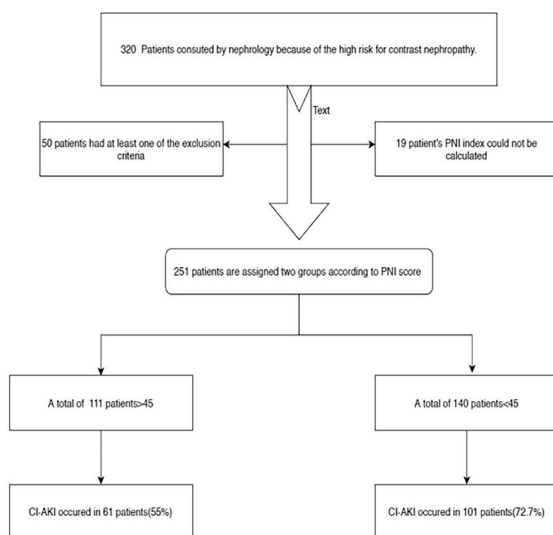 320 Patients consuted by nephrology because of the high risk for contrast nephropathy.
Text
50 patients had at least one of the exclusion
criteria
19 patient's PNI index could not be
calculated
251 patients are assigned two groups according to PNI score
A total of 111 patients>45
A total of 140 patients<45
CI-AKI occured in 61 patients(55%)
CI-AKI occured in 101 patients(72.7%)